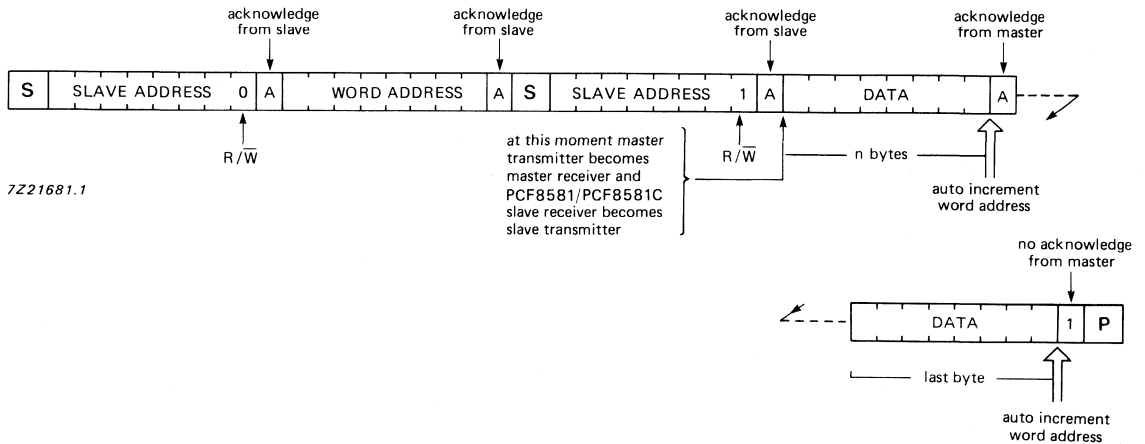 acknowledge
from slave
acknowledge
from slave
acknowledge
from slave
acknowledge
from master
S SLAVE ADDRESS 0 A WORD ADDRESS A S SLAVE ADDRESS 1 A DATA A
R/W̅
at this moment master
transmitter becomes
master receiver and
PCF8581/PCF8581C
slave receiver becomes
slave transmitter
R/W̅
n bytes
auto increment
word address
7Z21681.1
no acknowledge
from master
DATA 1 P
last byte
auto increment
word address